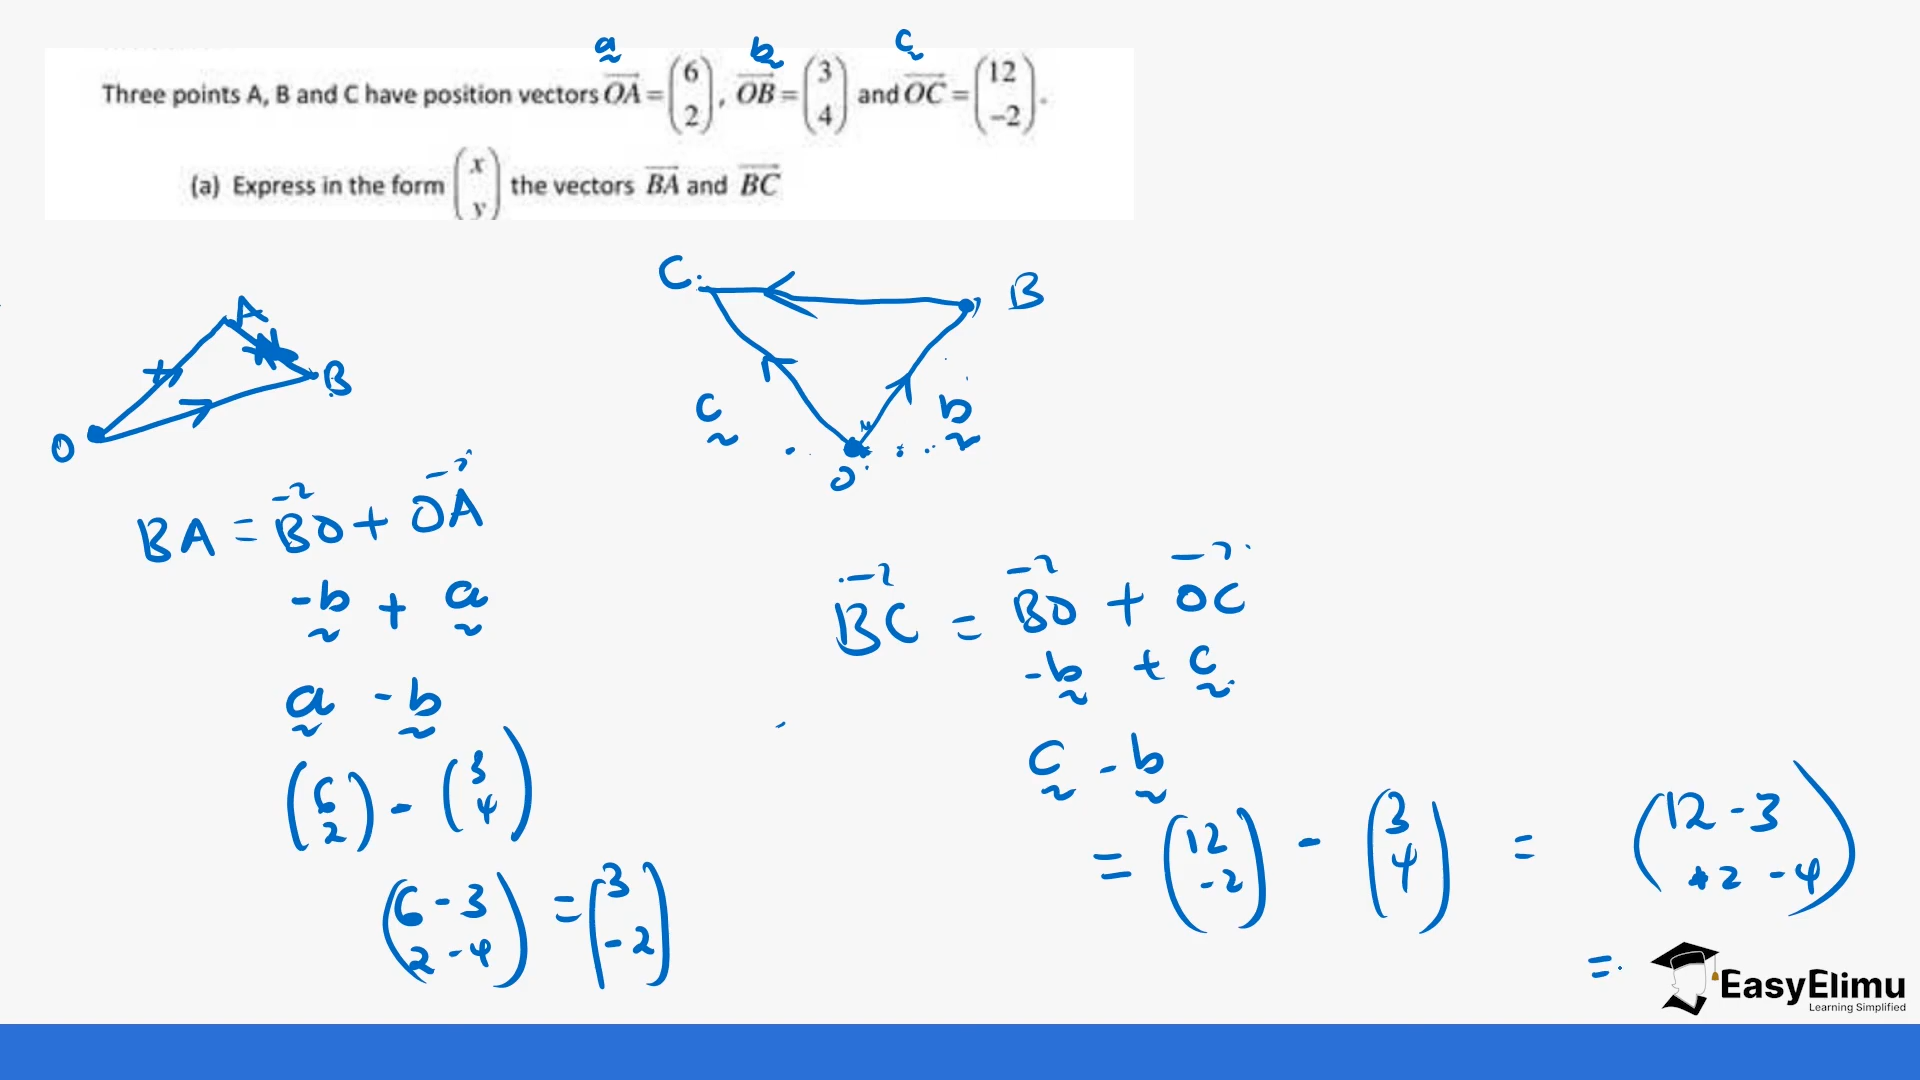 a b c
Three points A, B and C have position vectors OA = (6 2), OB = (3 4) and OC = (12 -2).
(a) Express in the form (x y) the vectors BA and BC
C. B
A
B
O
c b
O
BA = BO + OA
-b + a
a - b
(6 2) - (3 4)
(6-3 2-4) = (3 -2)
BC = BO + OC
-b + c
c - b
= (12 -2) - (3 4) = (12-3 2-4)
=
EasyElimu
Learning Simplified